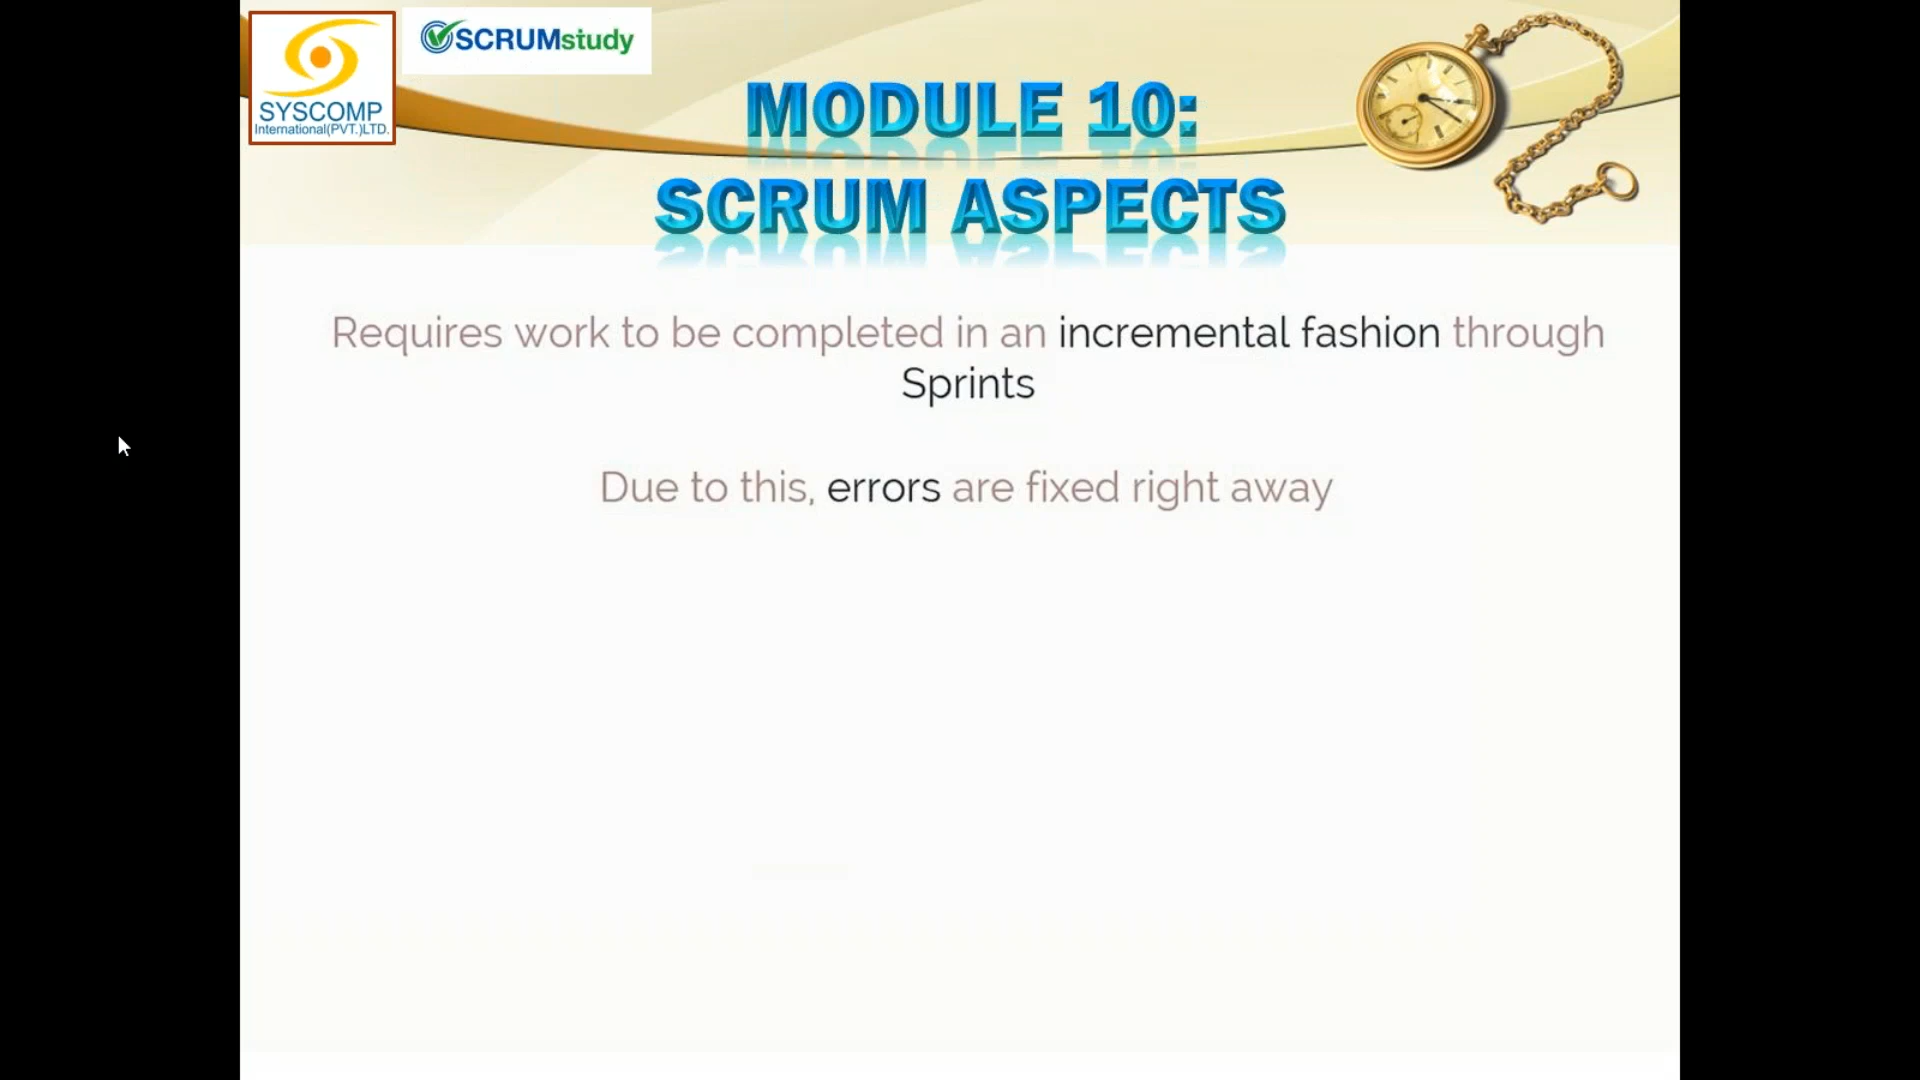 SYSCOMP
International(PVT.)LTD.
SCRUMstudy
MODULE 10:
SCRUM ASPECTS
Requires work to be completed in an incremental fashion through
Sprints
Due to this, errors are fixed right away